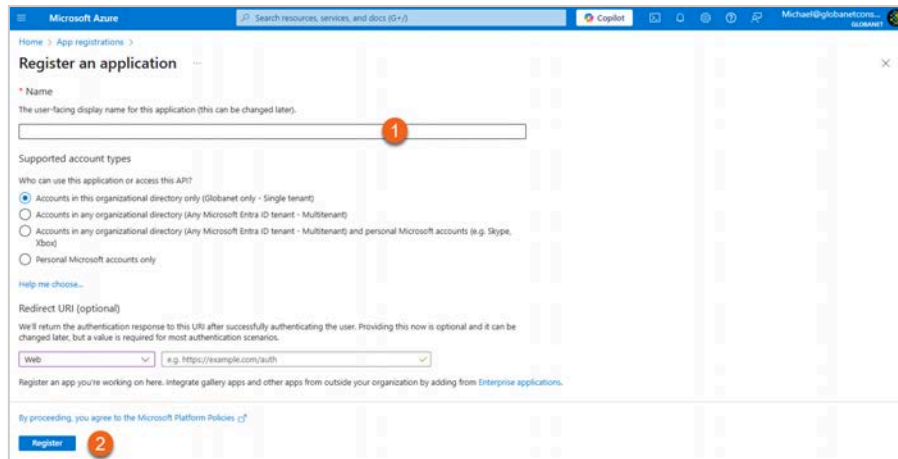 Microsoft Azure
Search resources, services, and docs (G+/)
Copilot
Michael@globanetcons...
GLOBANET
Home > App registrations >
Register an application ...
* Name
The user-facing display name for this application (this can be changed later).
1
Supported account types
Who can use this application or access this API?
Accounts in this organizational directory only (Globanet only - Single tenant)
Accounts in any organizational directory (Any Microsoft Entra ID tenant - Multitenant)
Accounts in any organizational directory (Any Microsoft Entra ID tenant - Multitenant) and personal Microsoft accounts (e.g. Skype,
Xbox)
Personal Microsoft accounts only
Help me choose...
Redirect URI (optional)
We'll return the authentication response to this URI after successfully authenticating the user. Providing this now is optional and it can be
changed later, but a value is required for most authentication scenarios.
Web
e.g. https://example.com/auth
Register an app you're working on here. Integrate gallery apps and other apps from outside your organization by adding from Enterprise applications.
By proceeding, you agree to the Microsoft Platform Policies
Register
2